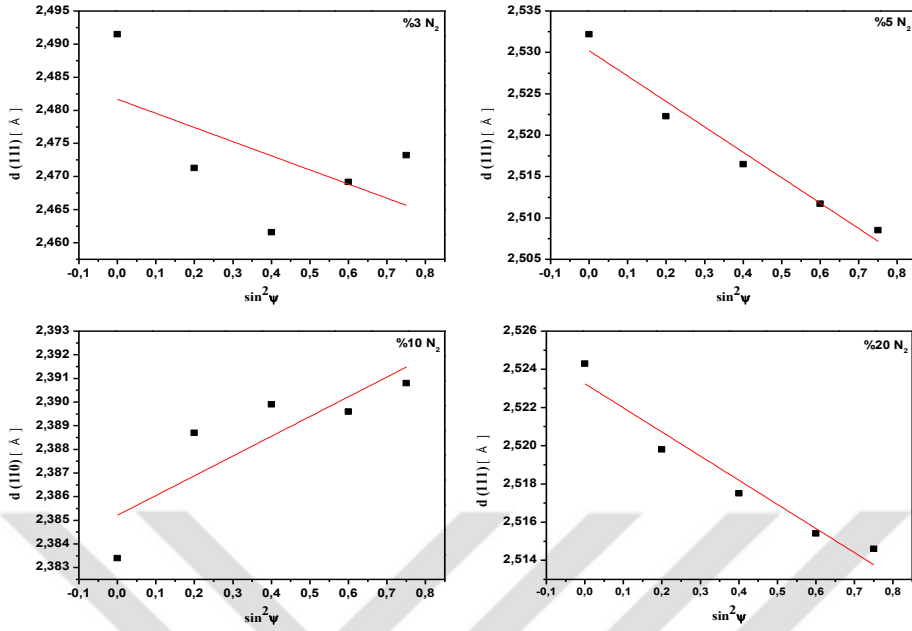 %3 N2
2,495
2,490
2,485
2,480
2,475
2,470
2,465
2,460
d (111) [ Å ]
-0,1 0,0 0,1 0,2 0,3 0,4 0,5 0,6 0,7 0,8
sin²ψ
%5 N2
2,535
2,530
2,525
2,520
2,515
2,510
2,505
d (111) [ Å ]
-0,1 0,0 0,1 0,2 0,3 0,4 0,5 0,6 0,7 0,8
sin²ψ
%10 N2
2,393
2,392
2,391
2,390
2,389
2,388
2,387
2,386
2,385
2,384
2,383
d (110) [ Å ]
-0,1 0,0 0,1 0,2 0,3 0,4 0,5 0,6 0,7 0,8
sin²ψ
%20 N2
2,526
2,524
2,522
2,520
2,518
2,516
2,514
d (111) [ Å ]
-0,1 0,0 0,1 0,2 0,3 0,4 0,5 0,6 0,7 0,8
sin²ψ